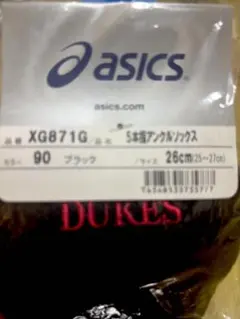 asics
asics.com
品番 XG871G /品名 5本指アンクルソックス
カラー 90 ブラック /サイズ 26cm(25~27cm)
DUKES